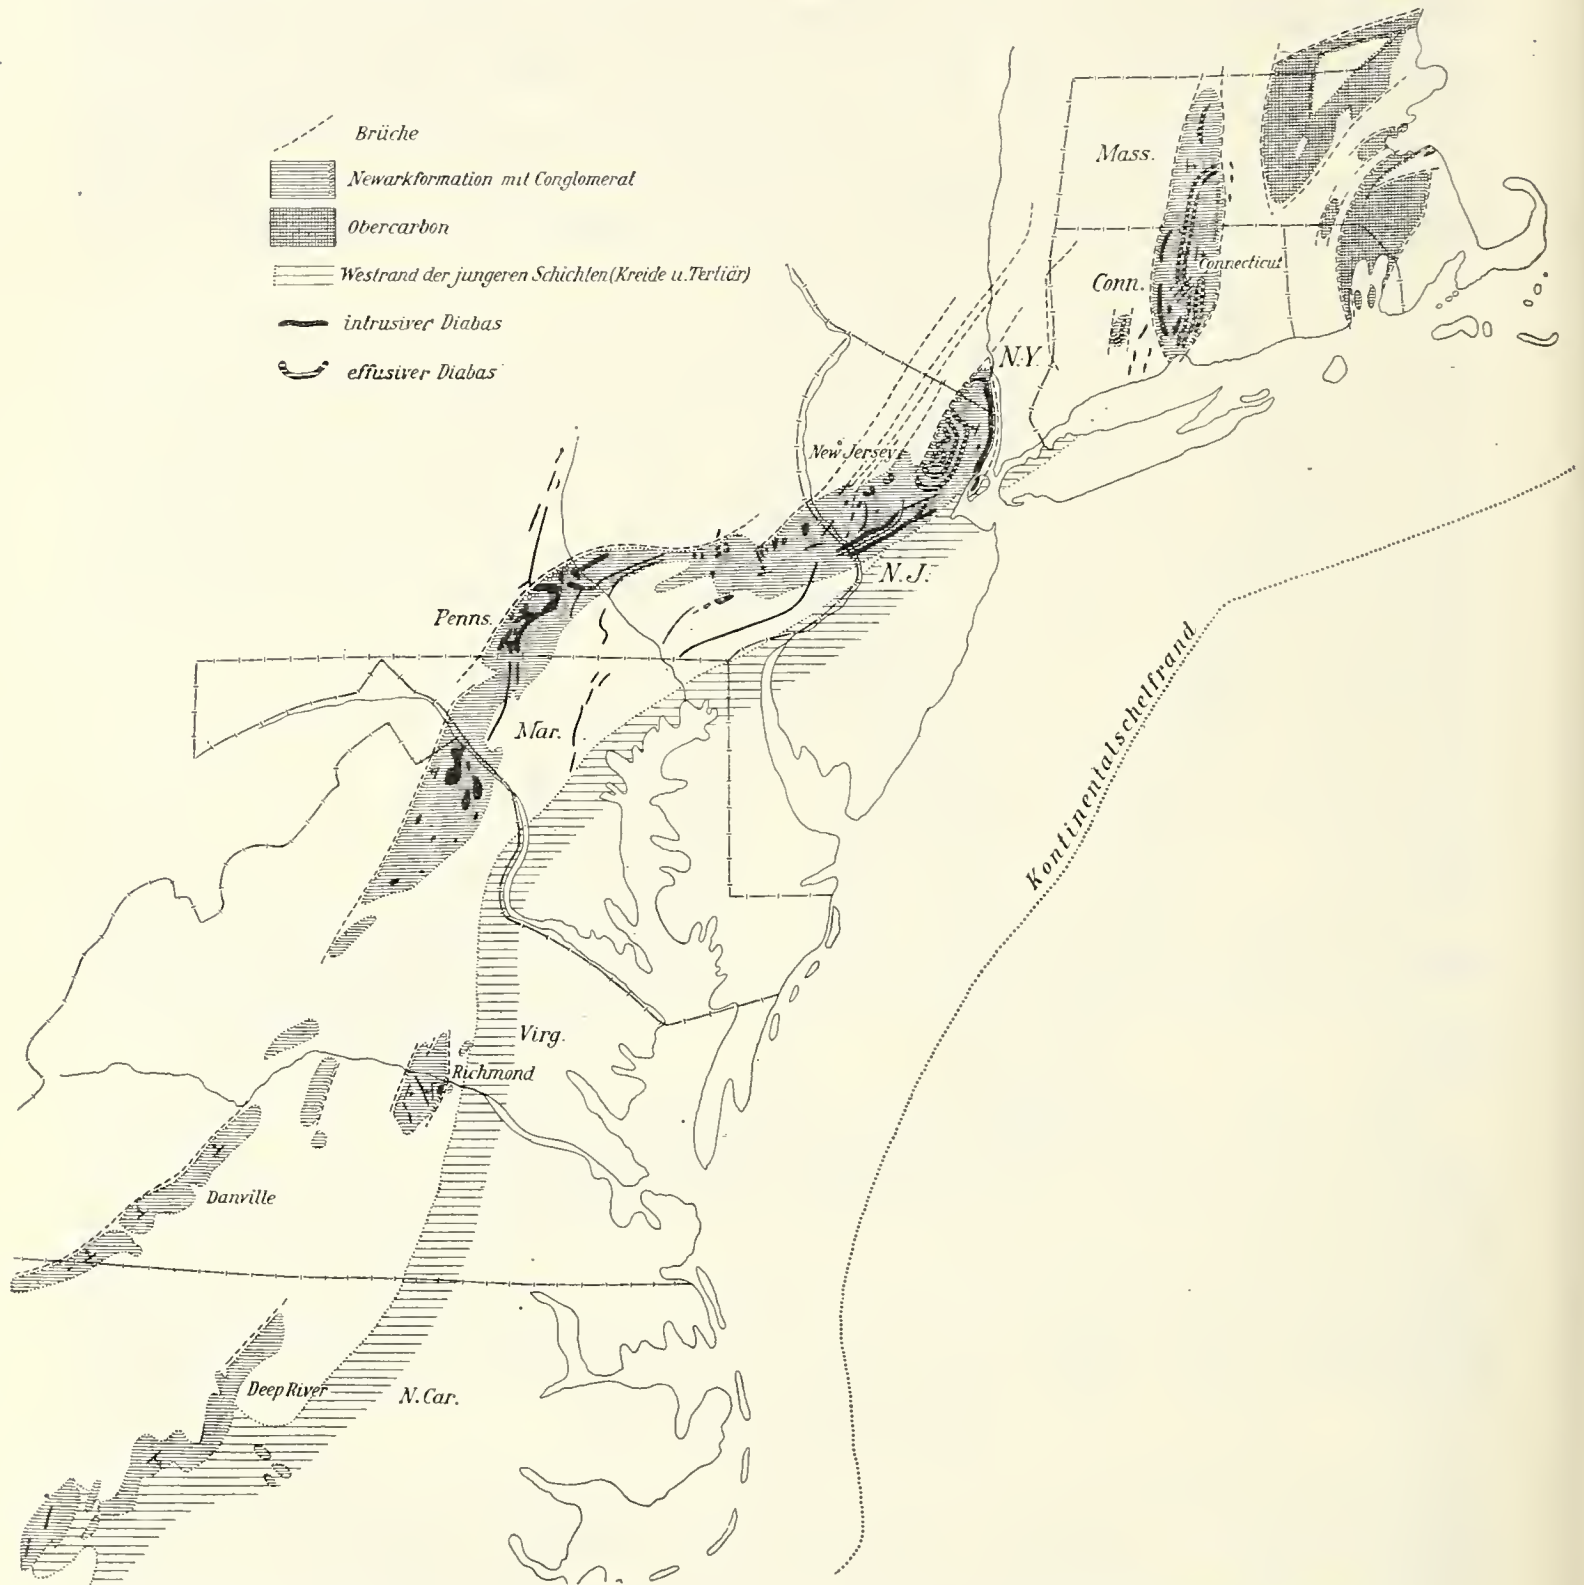 Brüche
Newarkformation mit Conglomerat
Obercarbon
Westrand der jungeren Schichten (Kreide u. Tertiär)
intrusiver Diabas
effusiver Diabas
Mass.
Connecticut
Conn.
N.Y.
New Jersey
N.J.
Penns.
Mar.
Kontinentalschelfrand
Virg.
Richmond
Danville
Deep River
N. Car.